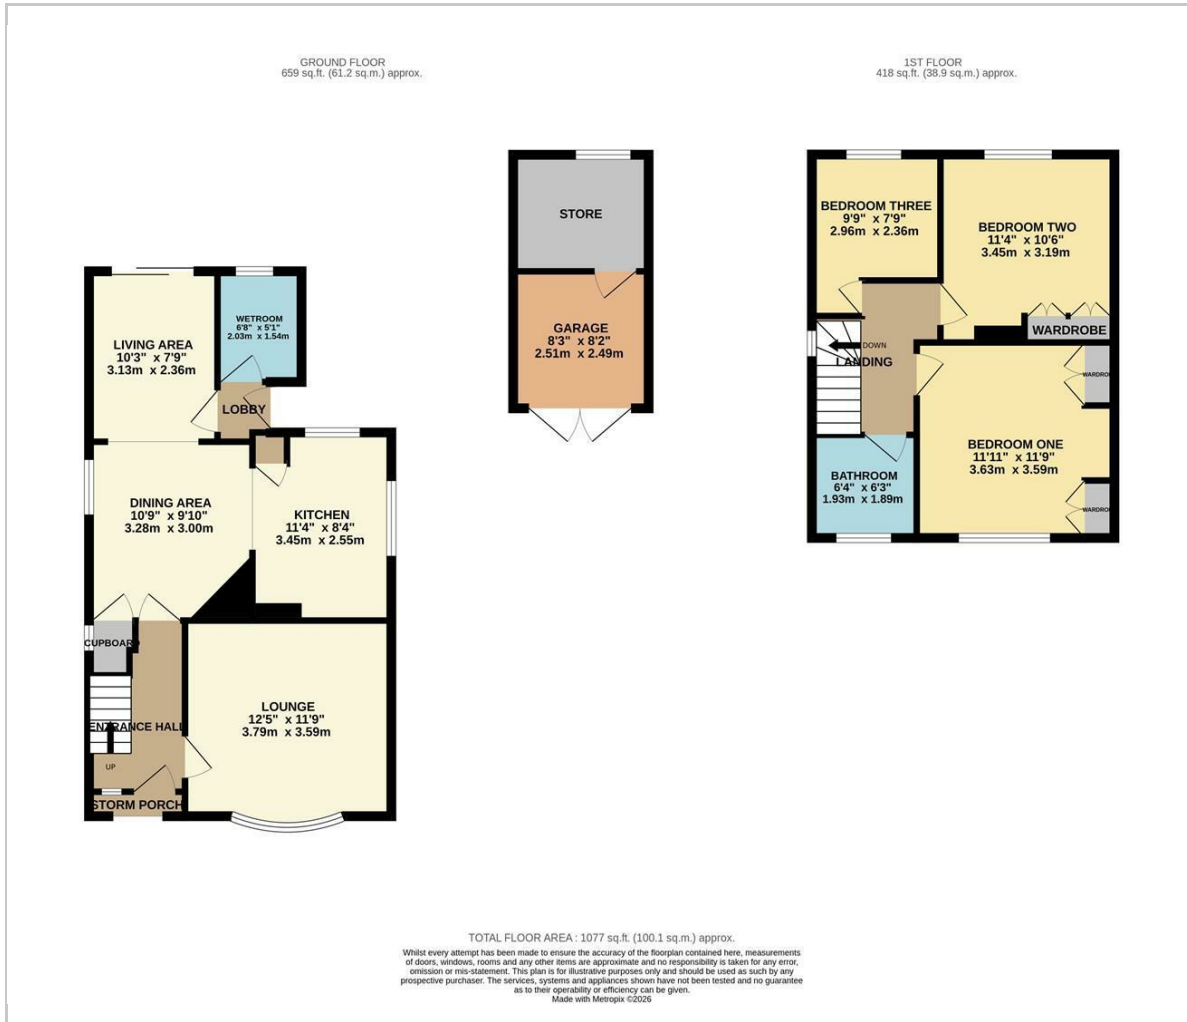 GROUND FLOOR
659 sq.ft. (61.2 sq.m.) approx.
1ST FLOOR
418 sq.ft. (38.9 sq.m.) approx.
STORE
GARAGE
8'3" x 8'2"
2.51m x 2.49m
BEDROOM THREE
9'9" x 7'9"
2.96m x 2.36m
BEDROOM TWO
11'4" x 10'6"
3.45m x 3.19m
WARDROBE
DOWN
LANDING
WARDRO
BEDROOM ONE
11'11" x 11'9"
3.63m x 3.59m
WARDRO
BATHROOM
6'4" x 6'3"
1.93m x 1.89m
WETROOM
6'8" x 5'1"
2.03m x 1.54m
LIVING AREA
10'3" x 7'9"
3.13m x 2.36m
LOBBY
DINING AREA
10'9" x 9'10"
3.28m x 3.00m
KITCHEN
11'4" x 8'4"
3.45m x 2.55m
CUPBOARD
LOUNGE
12'5" x 11'9"
3.79m x 3.59m
ENTRANCE HALL
UP
STORM PORCH
TOTAL FLOOR AREA : 1077 sq.ft. (100.1 sq.m.) approx.
Whilst every attempt has been made to ensure the accuracy of the floorplan contained here, measurements
of doors, windows, rooms and any other items are approximate and no responsibility is taken for any error,
omission or mis-statement. This plan is for illustrative purposes only and should be used as such by any
prospective purchaser. The services, systems and appliances shown have not been tested and no guarantee
as to their operability or efficiency can be given.
Made with Metropix ©2026